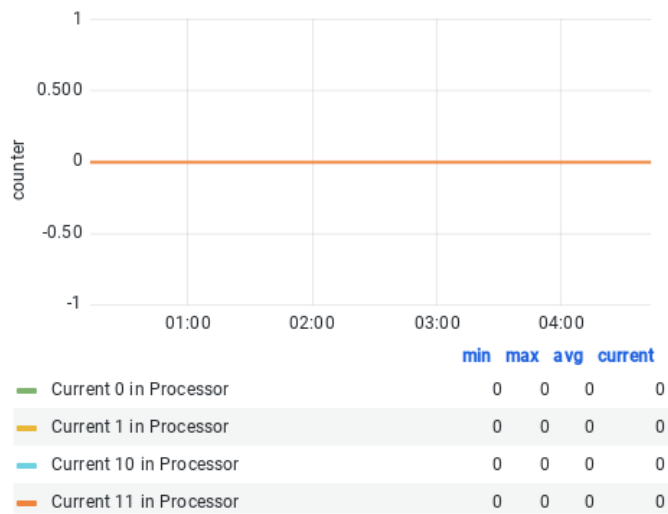 1
0.500
0
-0.50
-1
counter
01:00 02:00 03:00 04:00
min max avg current
Current 0 in Processor 0 0 0 0
Current 1 in Processor 0 0 0 0
Current 10 in Processor 0 0 0 0
Current 11 in Processor 0 0 0 0